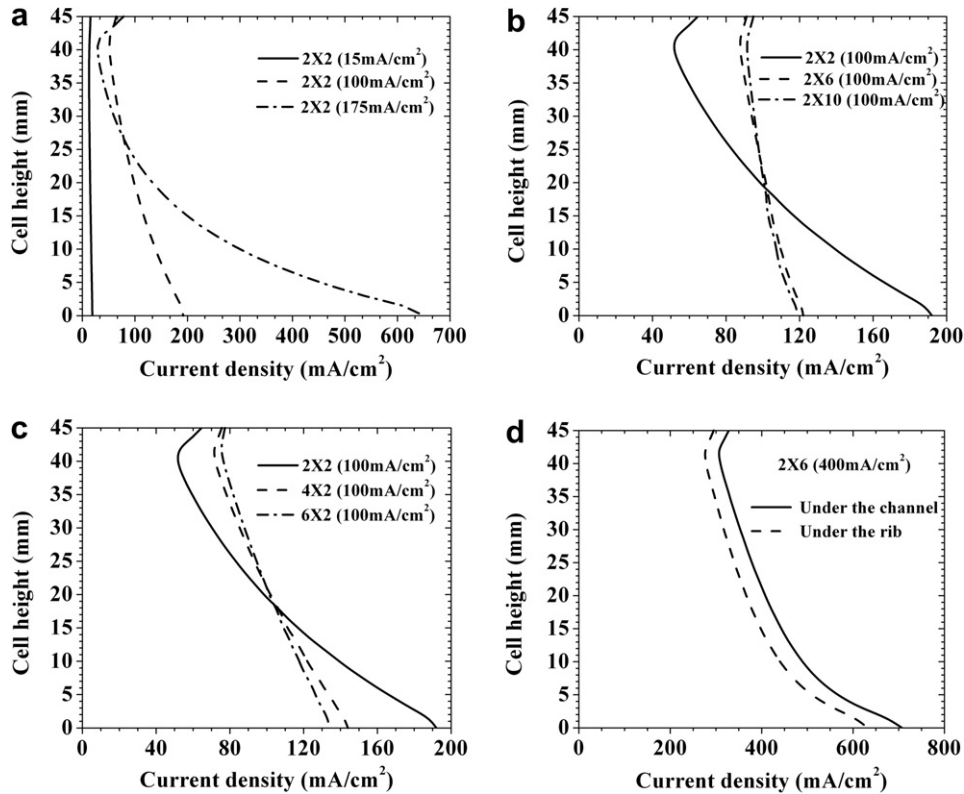 a
2X2 (15mA/cm²)
2X2 (100mA/cm²)
2X2 (175mA/cm²)
Cell height (mm)
45
40
35
30
25
20
15
10
5
0
0 100 200 300 400 500 600 700
Current density (mA/cm²)
b
2X2 (100mA/cm²)
2X6 (100mA/cm²)
2X10 (100mA/cm²)
Cell height (mm)
45
40
35
30
25
20
15
10
5
0
0 40 80 120 160 200
Current density (mA/cm²)
c
2X2 (100mA/cm²)
4X2 (100mA/cm²)
6X2 (100mA/cm²)
Cell height (mm)
45
40
35
30
25
20
15
10
5
0
0 40 80 120 160 200
Current density (mA/cm²)
d
2X6 (400mA/cm²)
Under the channel
Under the rib
Cell height (mm)
45
40
35
30
25
20
15
10
5
0
0 200 400 600 800
Current density (mA/cm²)